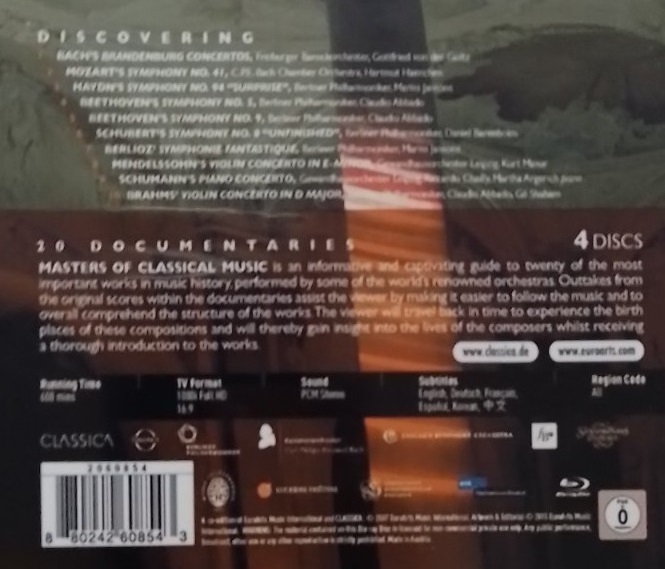 DISCOVERING
BACH'S BRANDENBURG CONCERTOS, Freiburger Barockorchester, Gottfried von der Goltz
MOZART'S SYMPHONY NO. 41, C.P.E. Bach Chamber Orchestra, Hartmut Haenchen
HAYDN'S SYMPHONY NO. 94 "SURPRISE", Berliner Philharmoniker, Mariss Jansons
BEETHOVEN'S SYMPHONY NO. 5, Berliner Philharmoniker, Claudio Abbado
BEETHOVEN'S SYMPHONY NO. 9, Berliner Philharmoniker, Claudio Abbado
SCHUBERT'S SYMPHONY NO. 8 "UNFINISHED", Berliner Philharmoniker, Daniel Barenboim
BERLIOZ' SYMPHONIE FANTASTIQUE, Berliner Philharmoniker, Mariss Jansons
MENDELSSOHN'S VIOLIN CONCERTO IN E-MINOR, Gewandhausorchester Leipzig, Kurt Masur
SCHUMANN'S PIANO CONCERTO, Gewandhausorchester Leipzig, Riccardo Chailly, Martha Argerich piano
BRAHMS' VIOLIN CONCERTO IN D MAJOR, Berliner Philharmoniker, Claudio Abbado, Gil Shaham
20 DOCUMENTARIES 4 DISCS
MASTERS OF CLASSICAL MUSIC is an informative and captivating guide to twenty of the most
important works in music history, performed by some of the world's renowned orchestras. Outtakes from
the original scores within the documentaries assist the viewer by making it easier to follow the music and to
overall comprehend the structure of the works. The viewer will travel back in time to experience the birth
places of these compositions and will thereby gain insight into the lives of the composers whilst receiving
a thorough introduction to the works.
www.classica.de www.euroarts.com
Running Time TV Format Sound Subtitles Region Code
600 mins 1080i Full HD PCM Stereo English, Deutsch, Français, All
16:9 Español, Korean, 中文
CLASSICA
2060854
8 80242 60854 3
0